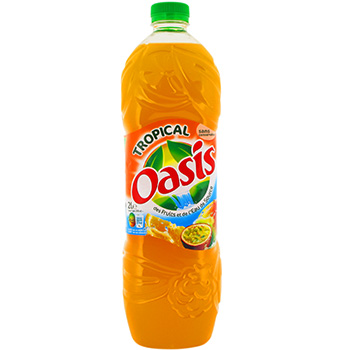 TROPICAL
sans
Oasis
des Fruits et de l'Eau de Source
2L e